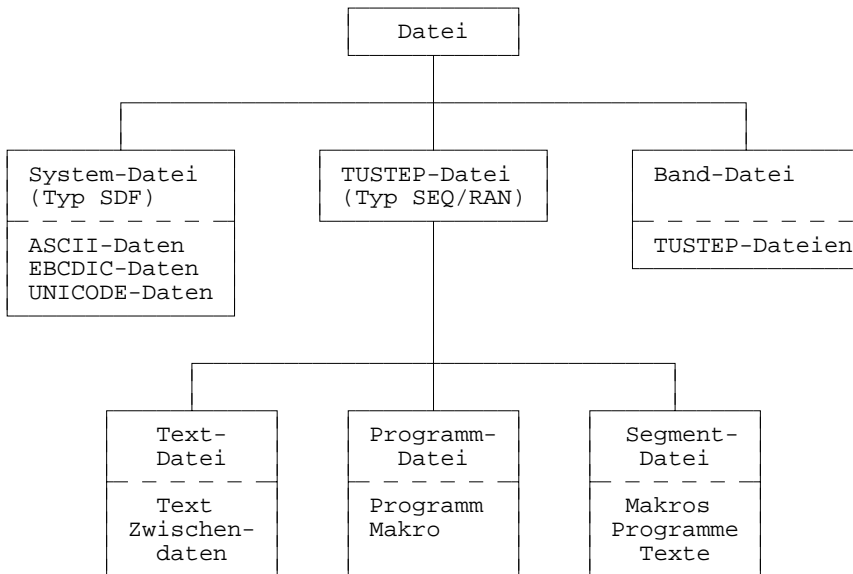 Datei
System-Datei
(Typ SDF)
ASCII-Daten
EBCDIC-Daten
UNICODE-Daten
TUSTEP-Datei
(Typ SEQ/RAN)
Band-Datei
TUSTEP-Dateien
Text-
Datei
Text
Zwischen-
daten
Programm-
Datei
Programm
Makro
Segment-
Datei
Makros
Programme
Texte